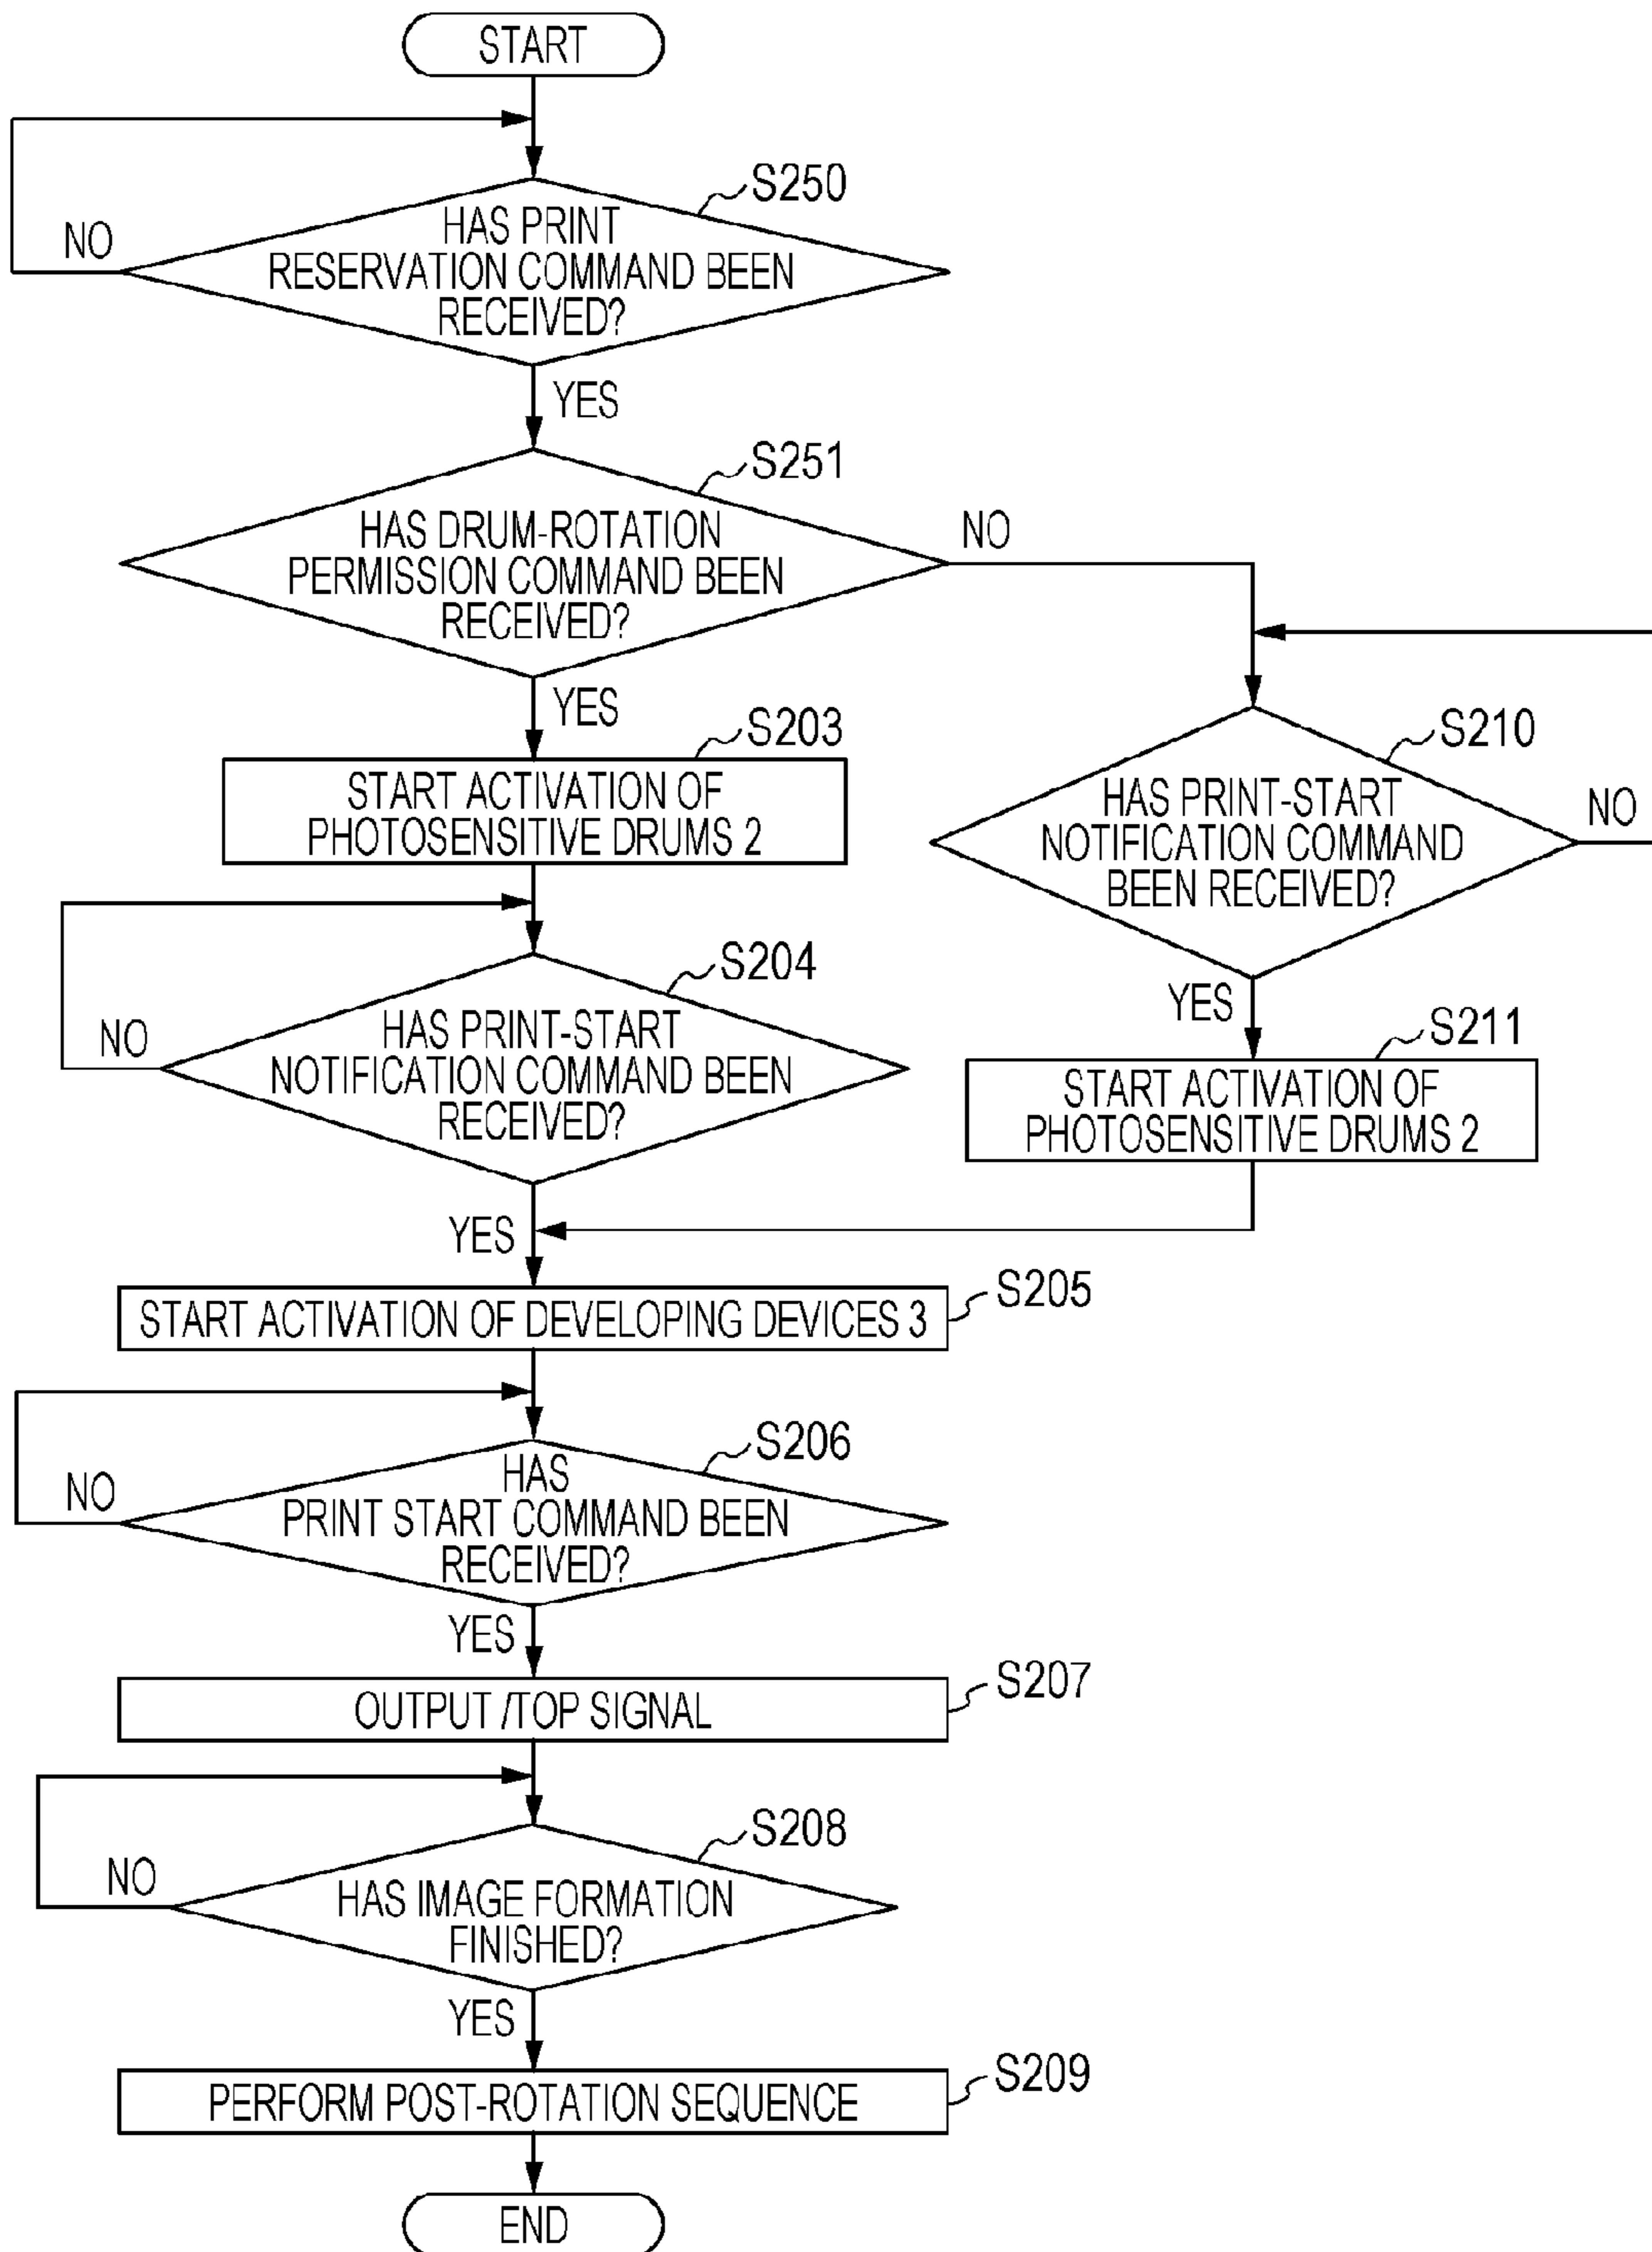 START
S250
HAS PRINT
RESERVATION COMMAND BEEN
RECEIVED?
NO
YES
S251
HAS DRUM-ROTATION
PERMISSION COMMAND BEEN
RECEIVED?
NO
YES
S203
START ACTIVATION OF
PHOTOSENSITIVE DRUMS 2
S210
HAS PRINT-START
NOTIFICATION COMMAND
BEEN RECEIVED?
NO
YES
S211
START ACTIVATION OF
PHOTOSENSITIVE DRUMS 2
S204
HAS PRINT-START
NOTIFICATION COMMAND BEEN
RECEIVED?
NO
YES
START ACTIVATION OF DEVELOPING DEVICES 3
S205
S206
HAS
PRINT START COMMAND BEEN
RECEIVED?
NO
YES
OUTPUT /TOP SIGNAL
S207
S208
HAS IMAGE FORMATION
FINISHED?
NO
YES
PERFORM POST-ROTATION SEQUENCE
S209
END